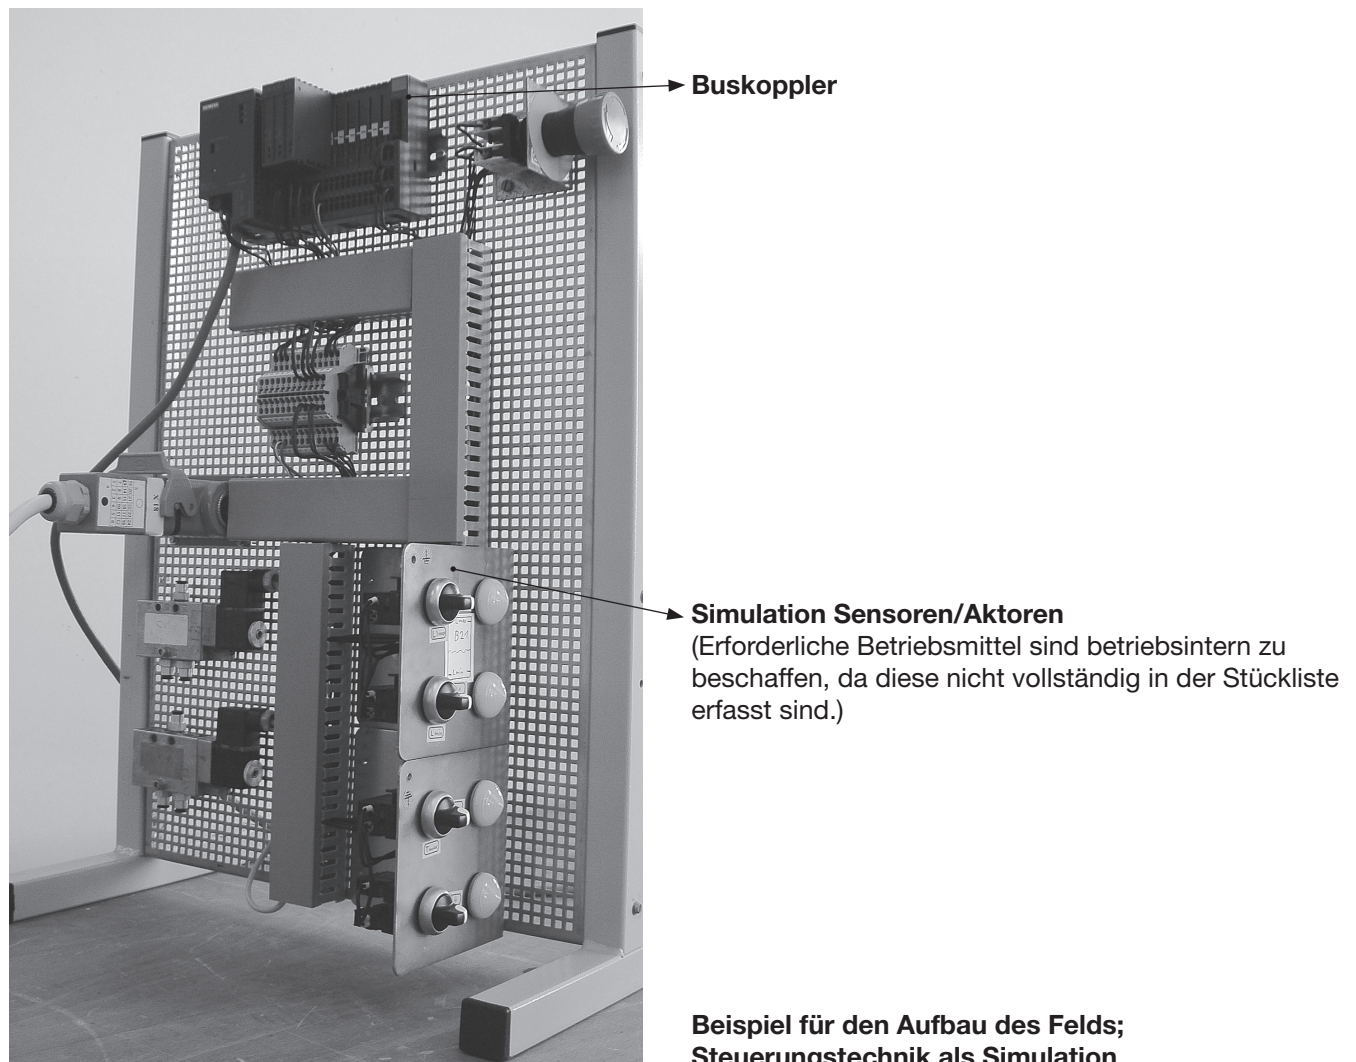 Buskoppler
Simulation Sensoren/Aktoren
(Erforderliche Betriebsmittel sind betriebsintern zu
beschaffen, da diese nicht vollständig in der Stückliste
erfasst sind.)
B21
Beispiel für den Aufbau des Felds;
Steuerungstechnik als Simulation